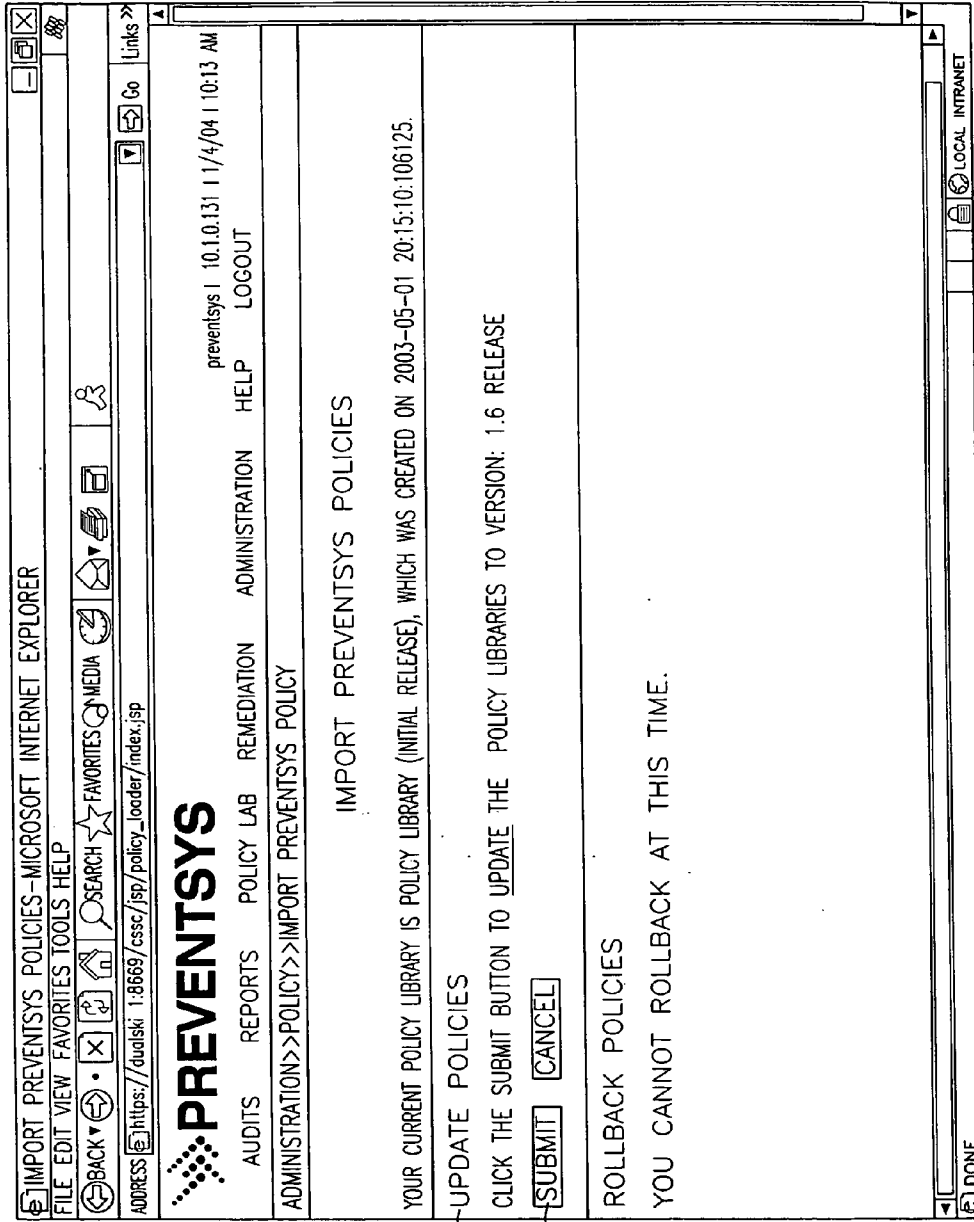 IMPORT PREVENTSYS POLICIES-MICROSOFT INTERNET EXPLORER
FILE EDIT VIEW FAVORITES TOOLS HELP
BACK SEARCH FAVORITES MEDIA
ADDRESS https://dualski 1:8669/cssc/jsp/policy_loader/index.jsp Go Links »
PREVENTSYS
preventsys | 10.1.0.131 | 1/4/04 | 10:13 AM
AUDITS REPORTS POLICY LAB REMEDIATION ADMINISTRATION HELP LOGOUT
ADMINISTRATION>>POLICY>>IMPORT PREVENTSYS POLICY
IMPORT PREVENTSYS POLICIES
YOUR CURRENT POLICY LIBRARY IS POLICY LIBRARY (INITIAL RELEASE), WHICH WAS CREATED ON 2003-05-01 20:15:10:106125.
UPDATE POLICIES
CLICK THE SUBMIT BUTTON TO UPDATE THE POLICY LIBRARIES TO VERSION: 1.6 RELEASE
SUBMIT CANCEL
ROLLBACK POLICIES
YOU CANNOT ROLLBACK AT THIS TIME.
DONE LOCAL INTRANET